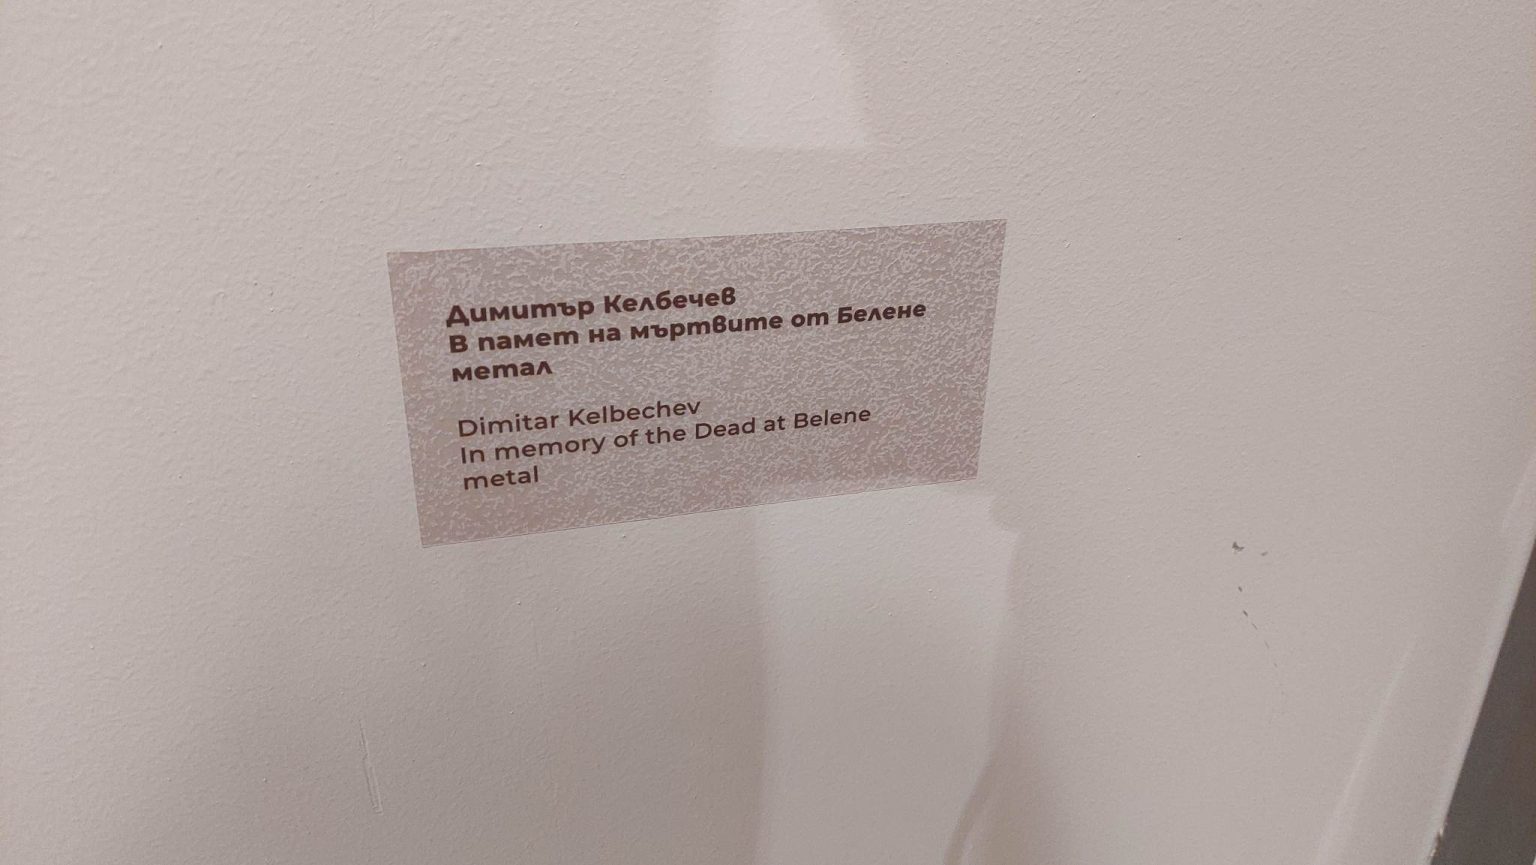 Димитър Келбечев
В памет на мъртвите от Белене
метал
Dimitar Kelbechev
In memory of the Dead at Belene
metal